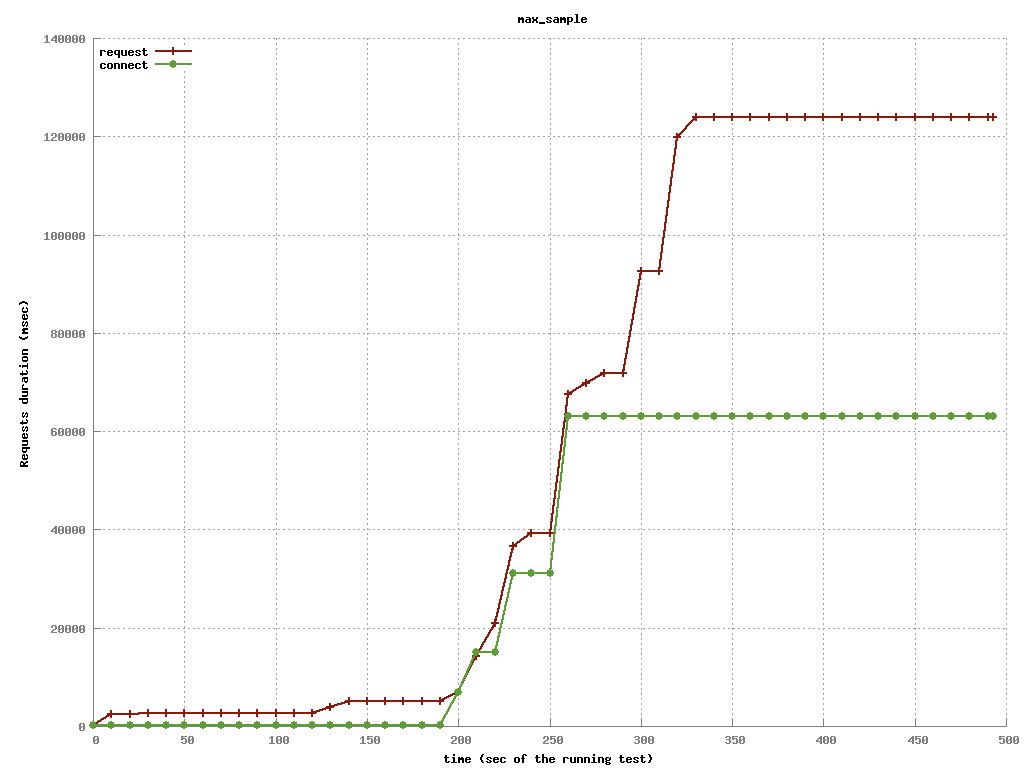 max_sample
140000
120000
100000
80000
60000
40000
20000
0
request
connect
Requests duration (msec)
0 50 100 150 200 250 300 350 400 450 500
time (sec of the running test)